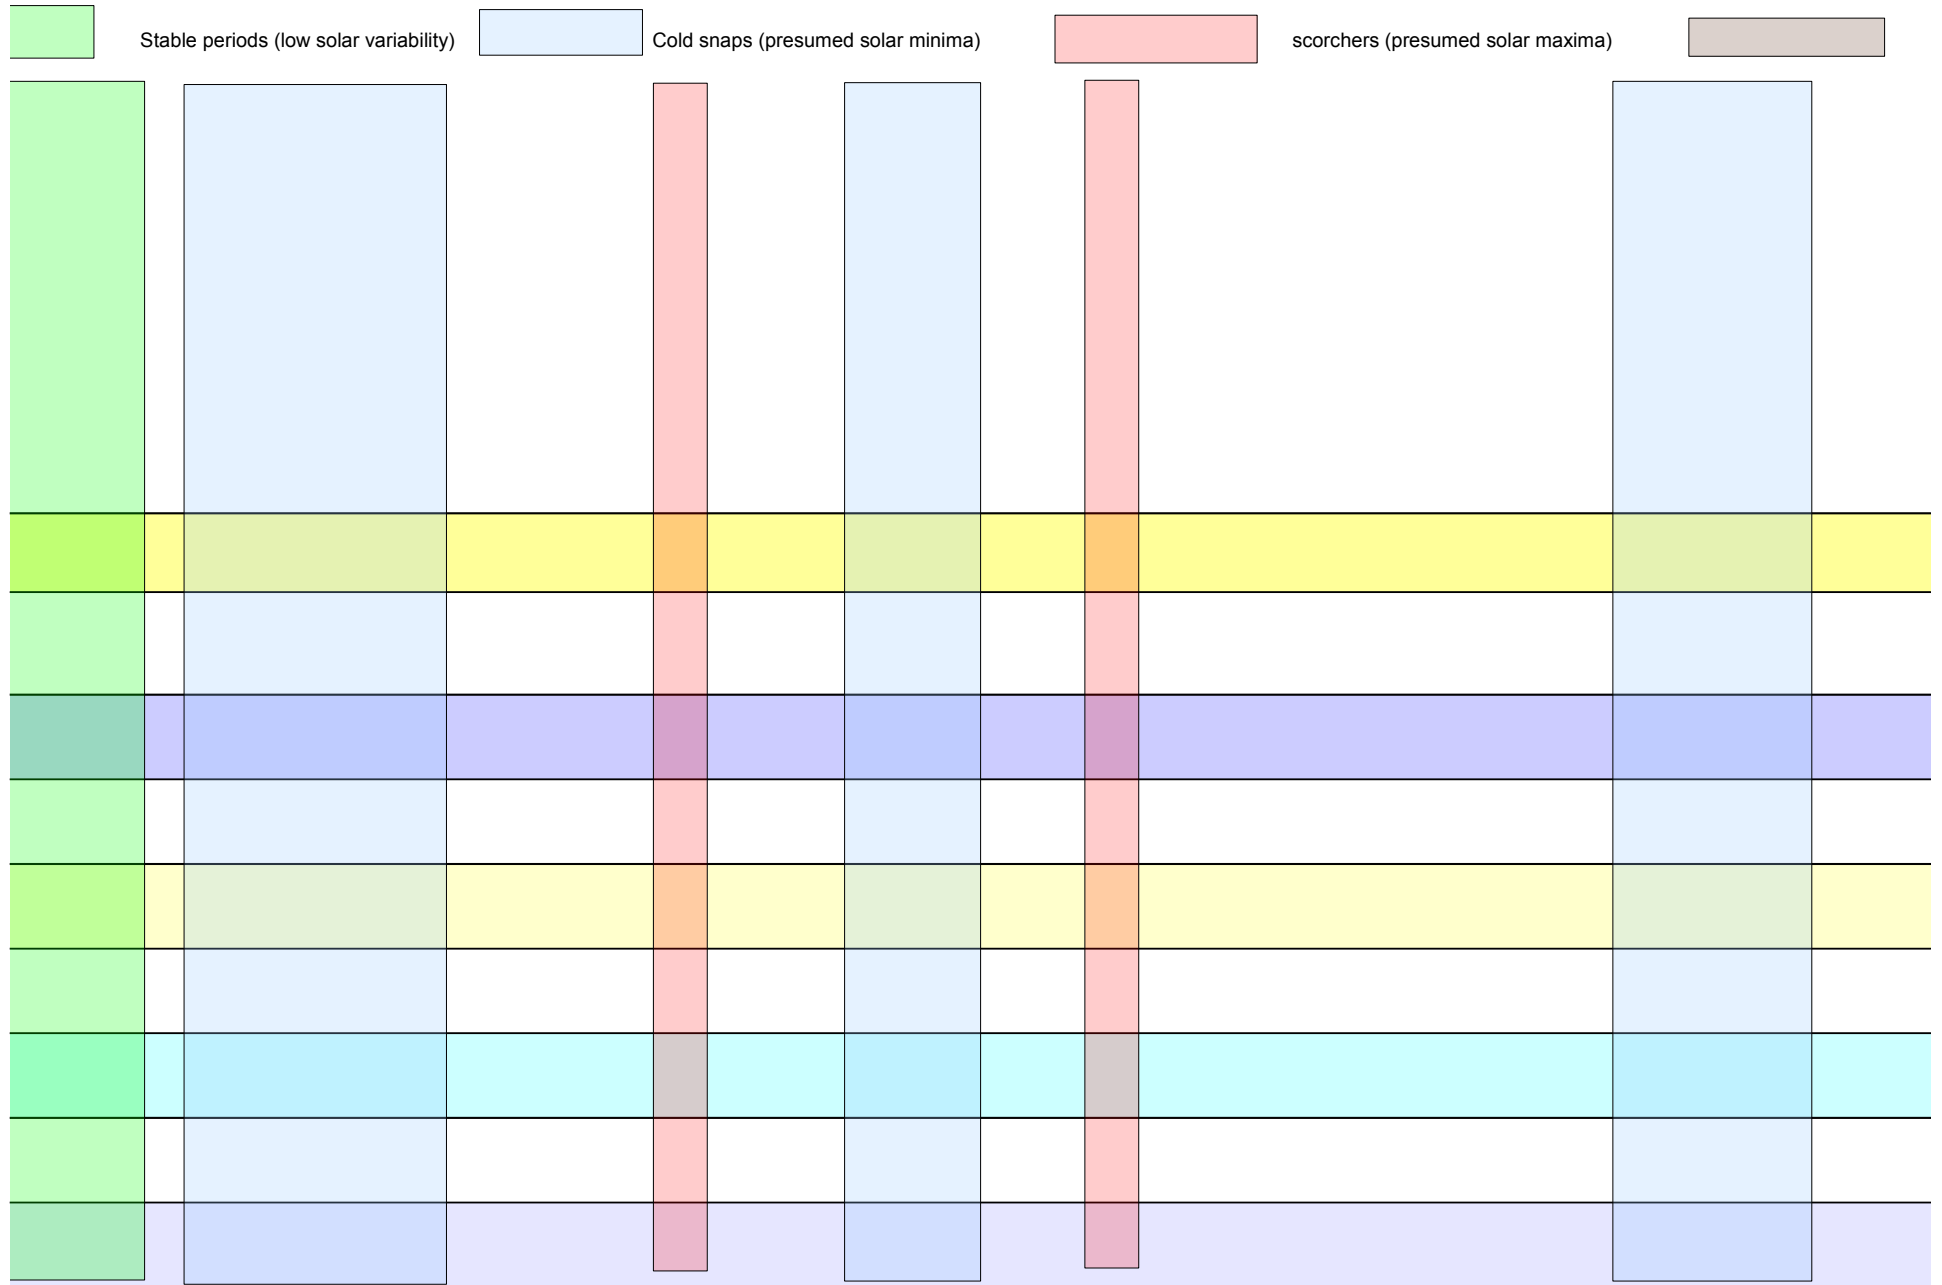 Stable periods (low solar variability) Cold snaps (presumed solar minima) scorchers (presumed solar maxima)